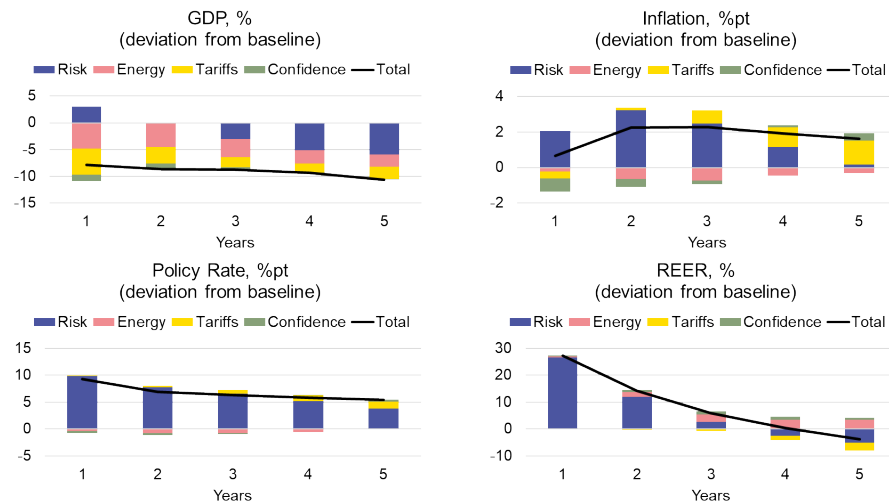 GDP, %
(deviation from baseline)
Risk Energy Tariffs Confidence Total
5
0
-5
-10
-15
1 2 3 4 5
Years
Inflation, %pt
(deviation from baseline)
Risk Energy Tariffs Confidence Total
4
2
0
-2
1 2 3 4 5
Years
Policy Rate, %pt
(deviation from baseline)
Risk Energy Tariffs Confidence Total
15
10
5
0
-5
1 2 3 4 5
Years
REER, %
(deviation from baseline)
Risk Energy Tariffs Confidence Total
30
20
10
0
-10
1 2 3 4 5
Years